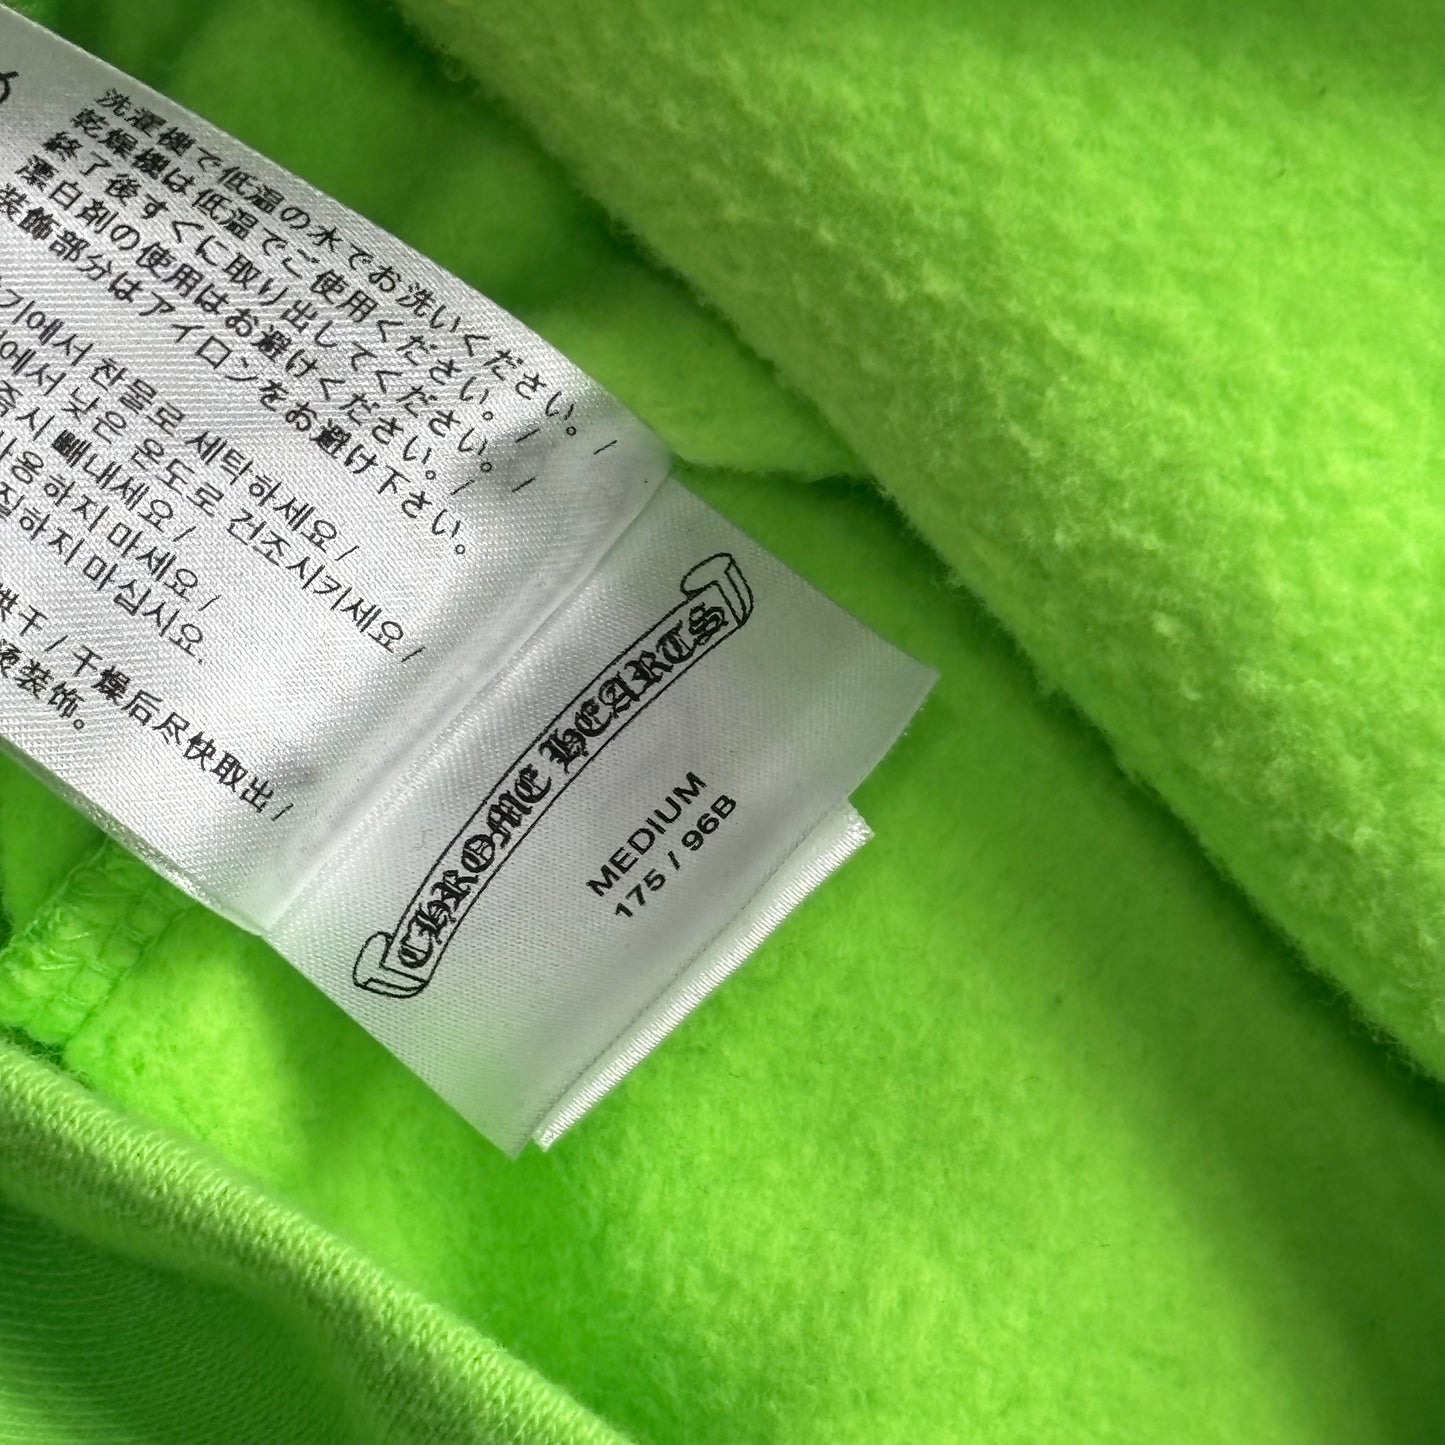 洗濯機で低温の水でお洗いください。/
乾燥機は低温でご使用ください。/
終了後すぐに取り出してください。/
漂白剤の使用はお避けください。/
装飾部分はアイロンをお避け下さい。
기에서 찬물로 세탁하세요 /
에서 낮은 온도로 건조시키세요 /
즉시 빼내세요 /
용하지 마세요 /
질하지 마십시요.
烘干 / 干燥后尽快取出 /
烫装饰。
CHROME HEARTS
MEDIUM
175 / 96B